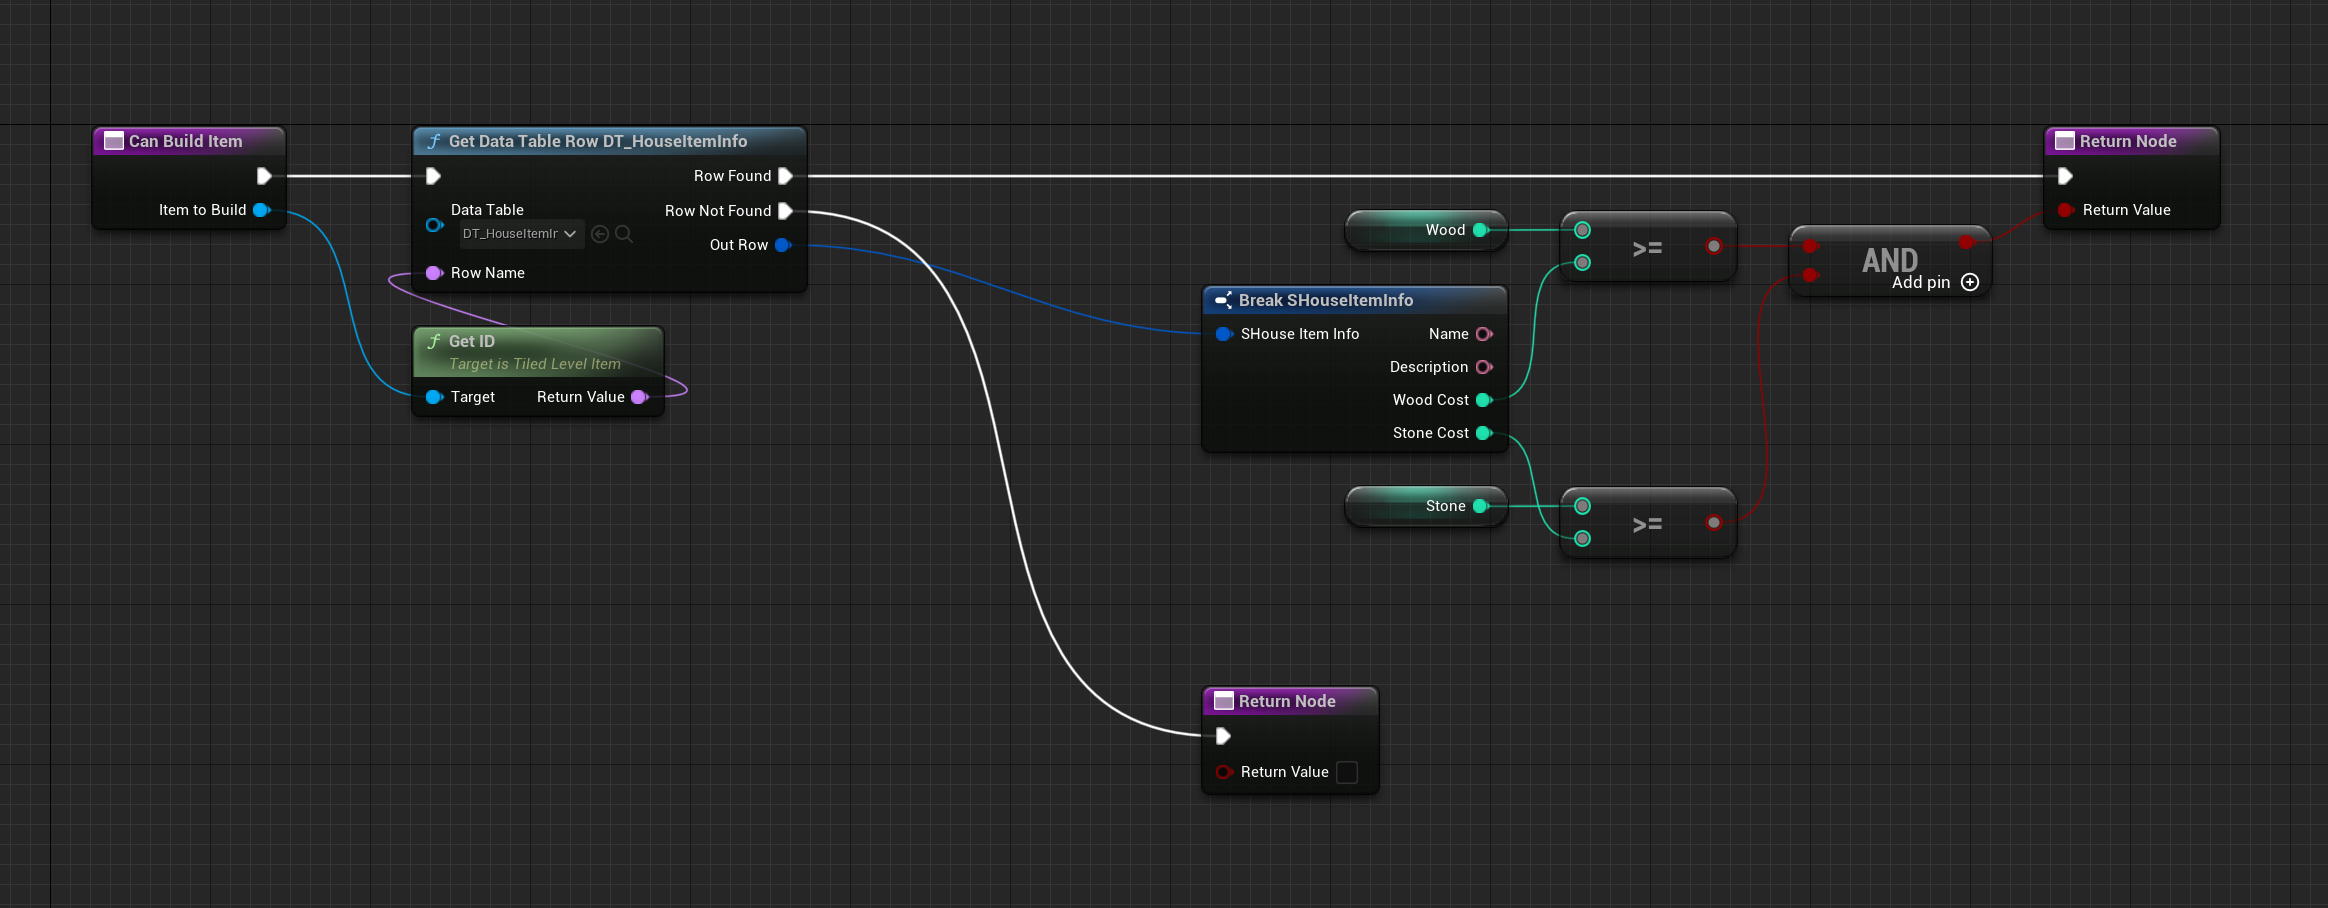 Can Build Item
Item to Build
Get Data Table Row DT_HouseItemInfo
Row Found
Data Table
Row Not Found
DT_HouseItemIr
Out Row
Row Name
Get ID
Target is Tiled Level Item
Target Return Value
Wood
>=
Break SHouseItemInfo
SHouse Item Info Name
Description
Wood Cost
Stone Cost
Stone
>=
AND
Add pin
Return Node
Return Value
Return Node
Return Value